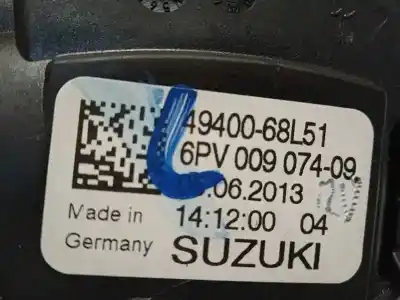 49400-68L51
6PV 009 074-09
.06.2013
Made in
Germany
14:12:00 04
SUZUKI